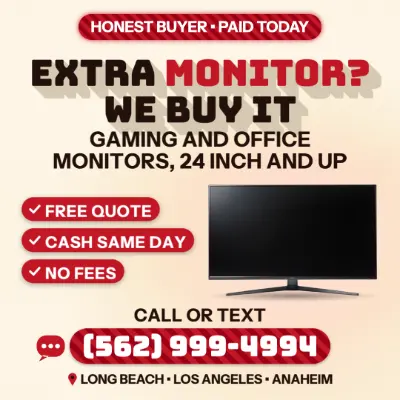 HONEST BUYER • PAID TODAY
EXTRA MONITOR?
WE BUY IT
GAMING AND OFFICE
MONITORS, 24 INCH AND UP
FREE QUOTE
CASH SAME DAY
NO FEES
CALL OR TEXT
(562) 999-4994
LONG BEACH • LOS ANGELES • ANAHEIM